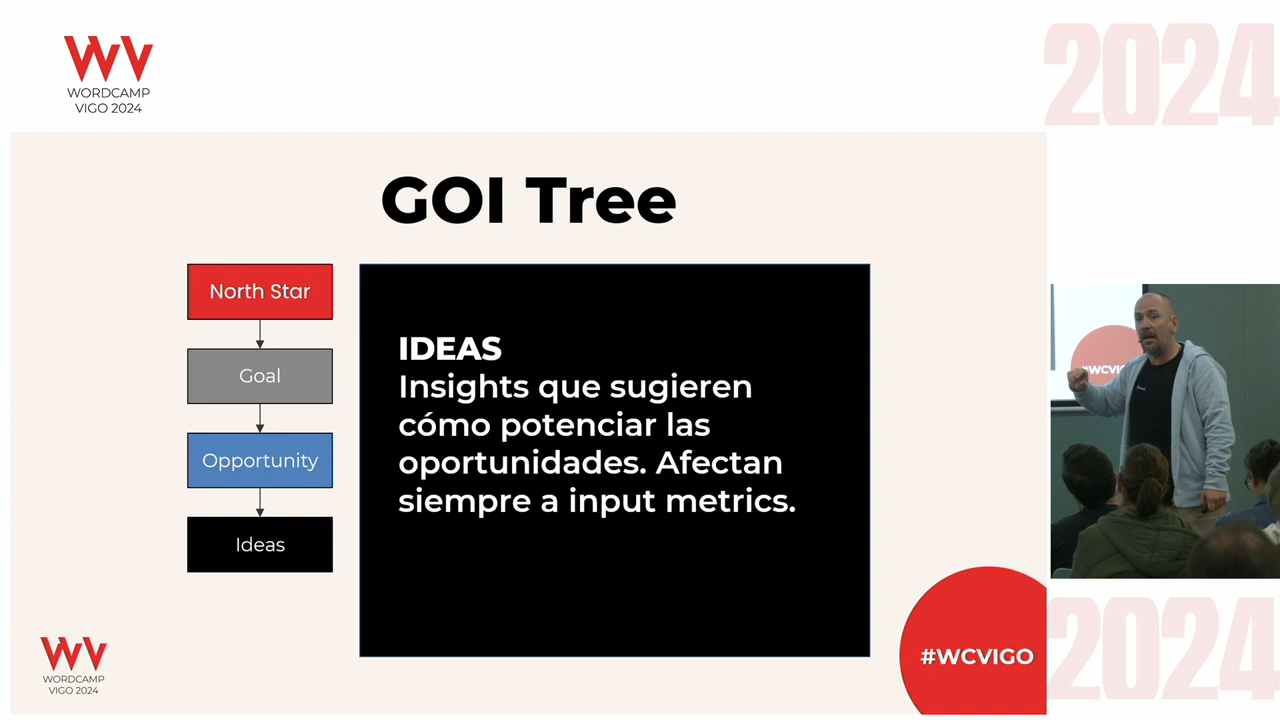 WORDCAMP
VIGO 2024
2024
GOI Tree
North Star
Goal
Opportunity
Ideas
IDEAS
Insights que sugieren
cómo potenciar las
oportunidades. Afectan
siempre a input metrics.
#WCVIGO
WORDCAMP
VIGO 2024
#WCVIGO
2024